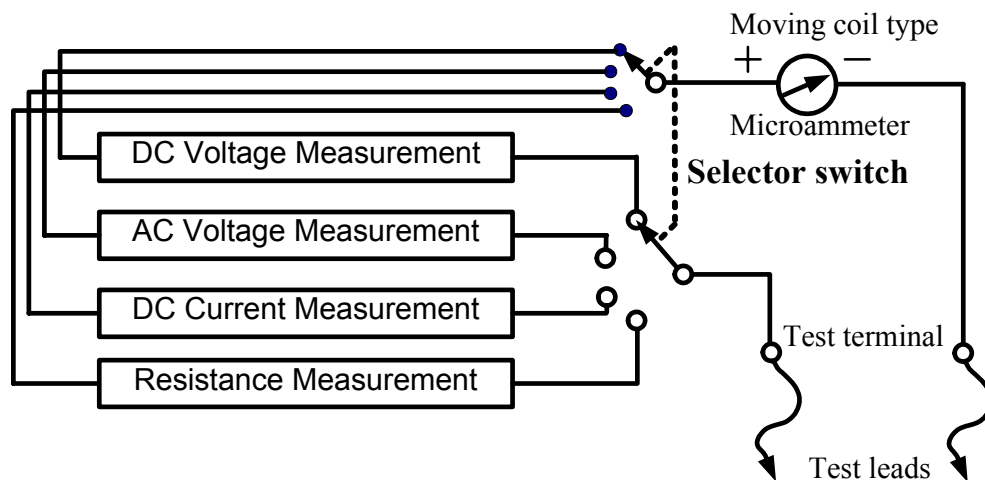 Moving coil type
+ −
Microammeter
DC Voltage Measurement
Selector switch
AC Voltage Measurement
DC Current Measurement
Test terminal
Resistance Measurement
Test leads